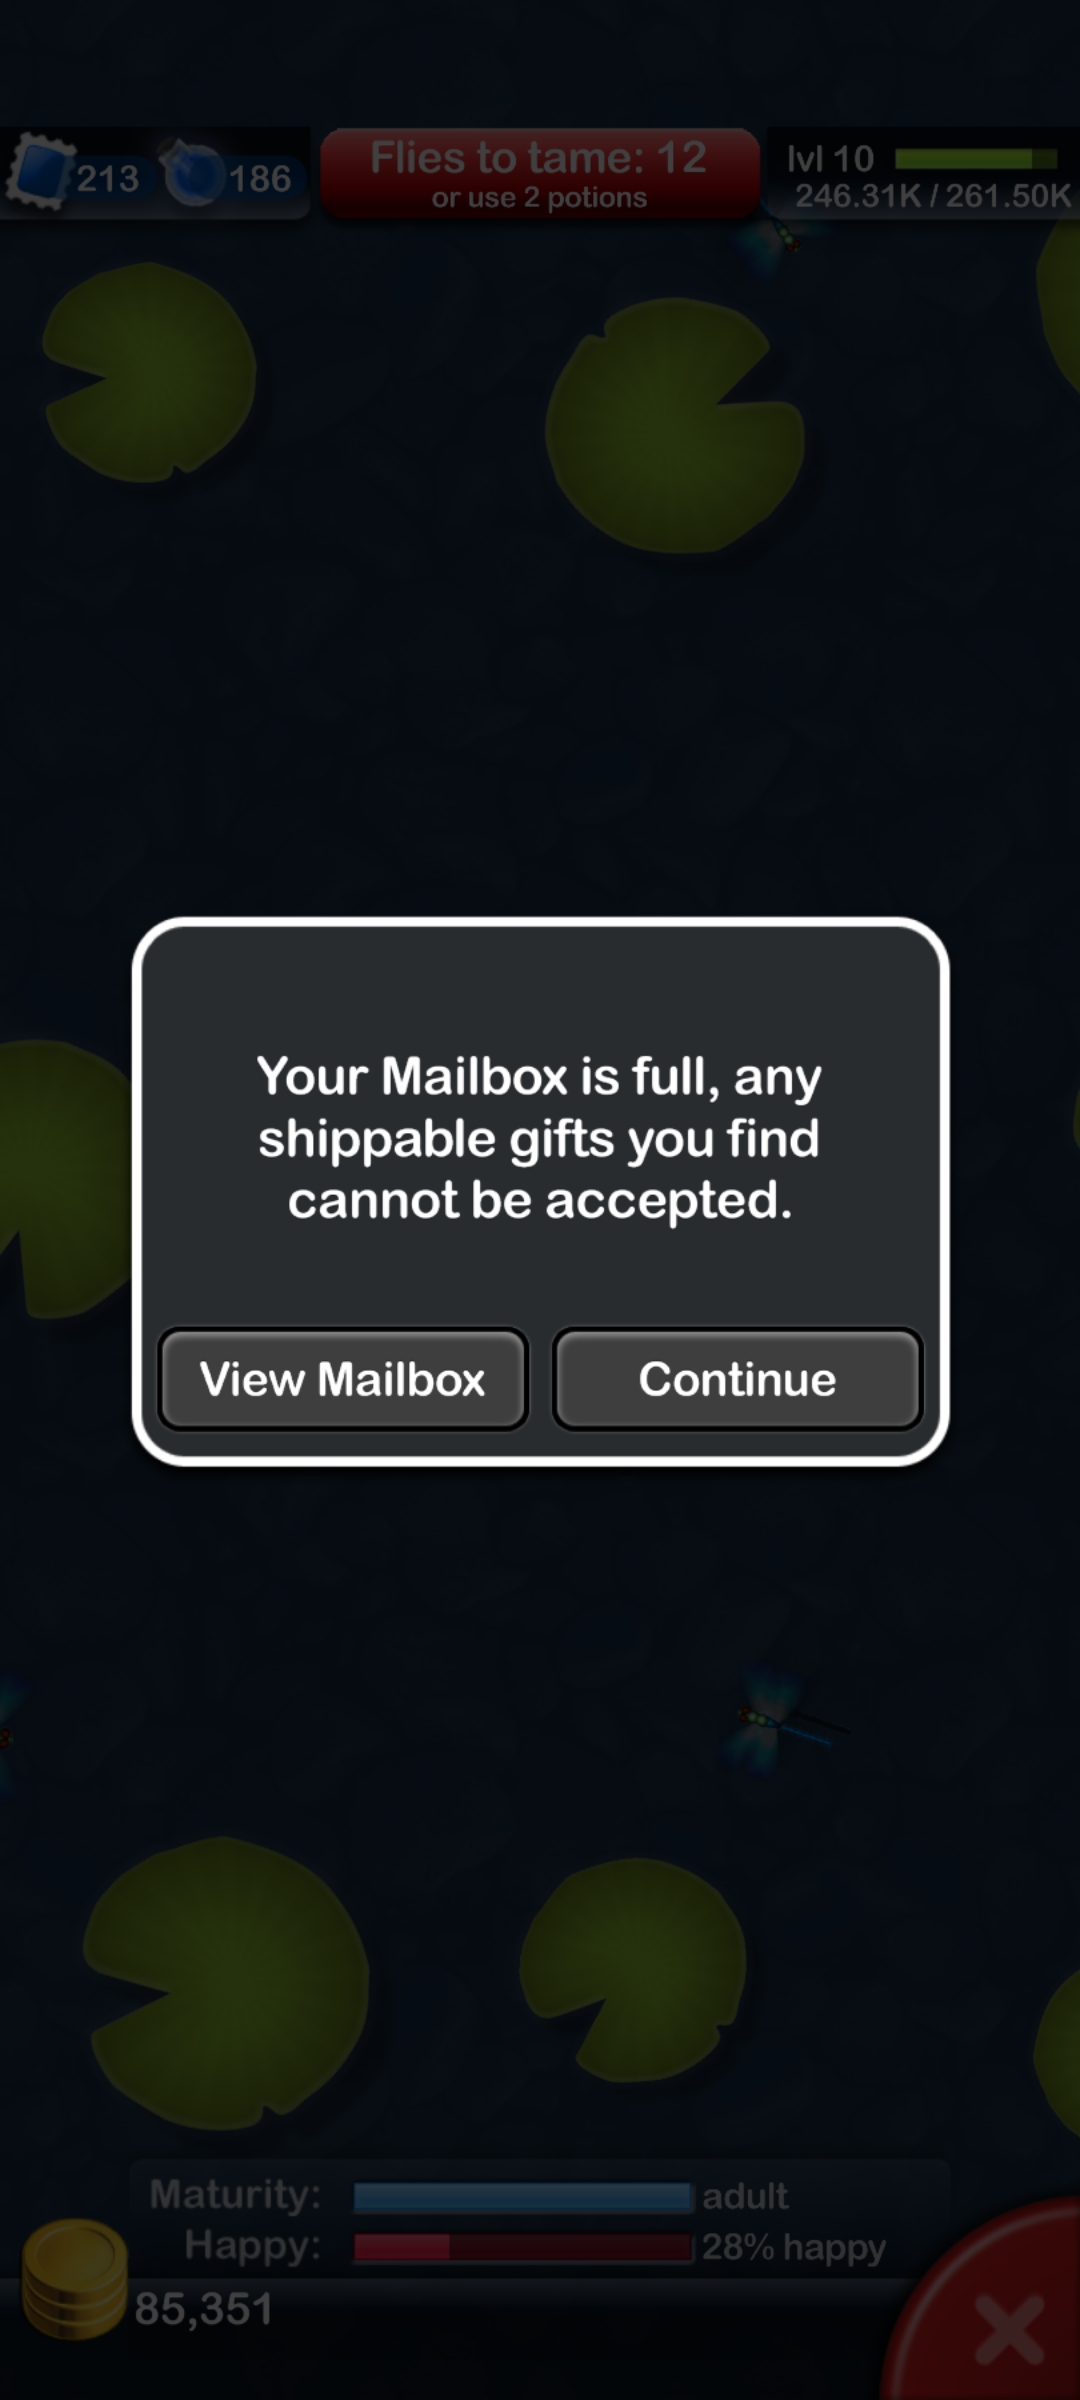 213
186
Flies to tame: 12
or use 2 potions
lvl 10
246.31K / 261.50K
Your Mailbox is full, any
shippable gifts you find
cannot be accepted.
View Mailbox
Continue
Maturity:
adult
Happy:
28% happy
85,351